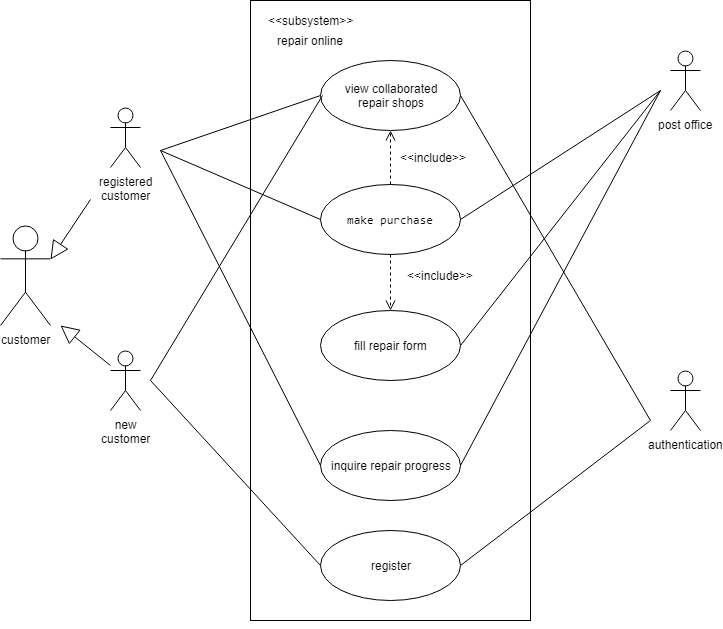 <<subsystem>>
repair online
view collaborated
repair shops
post office
<<include>>
registered
customer
make purchase
<<include>>
customer
fill repair form
new
customer
authentication
inquire repair progress
register